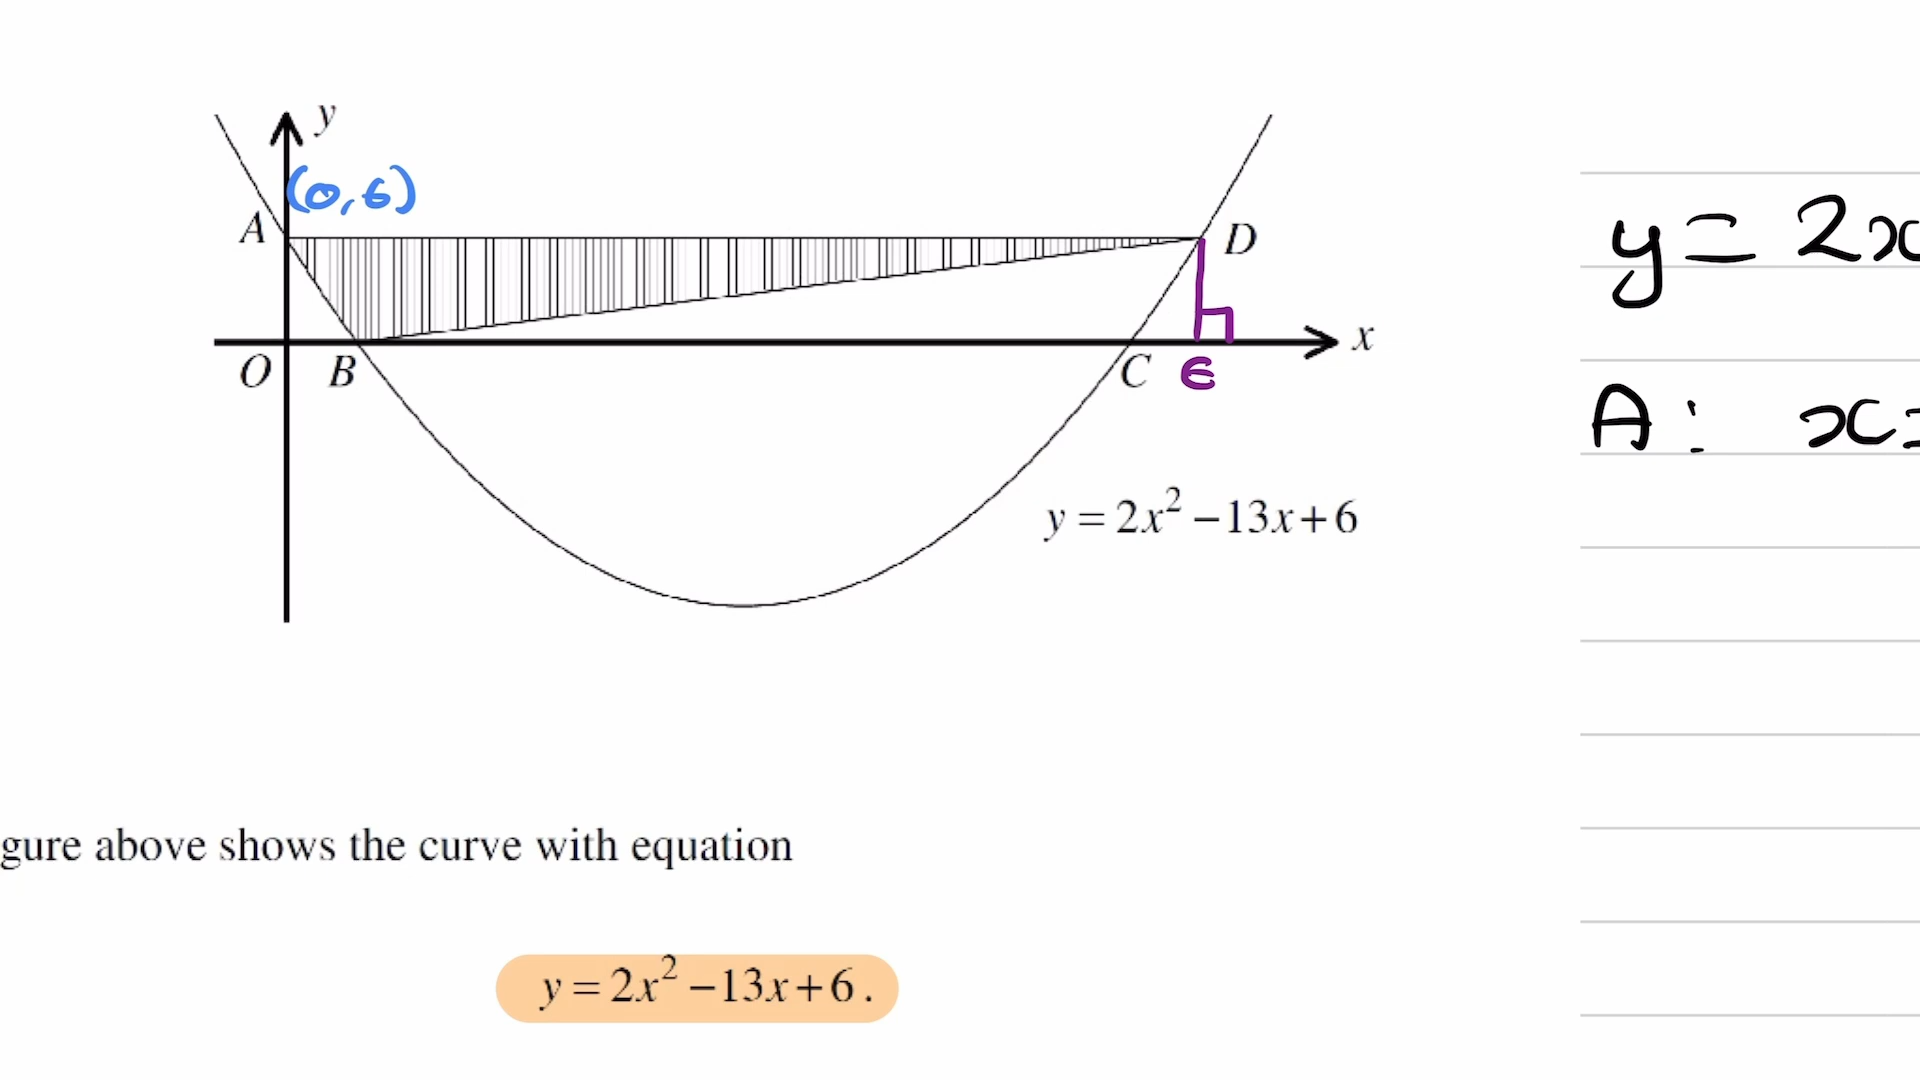 y
(0,6)
A
D
x
O
B
C
E
y = 2x² − 13x + 6
gure above shows the curve with equation
y = 2x² − 13x + 6 .
y = 2x
A : x =